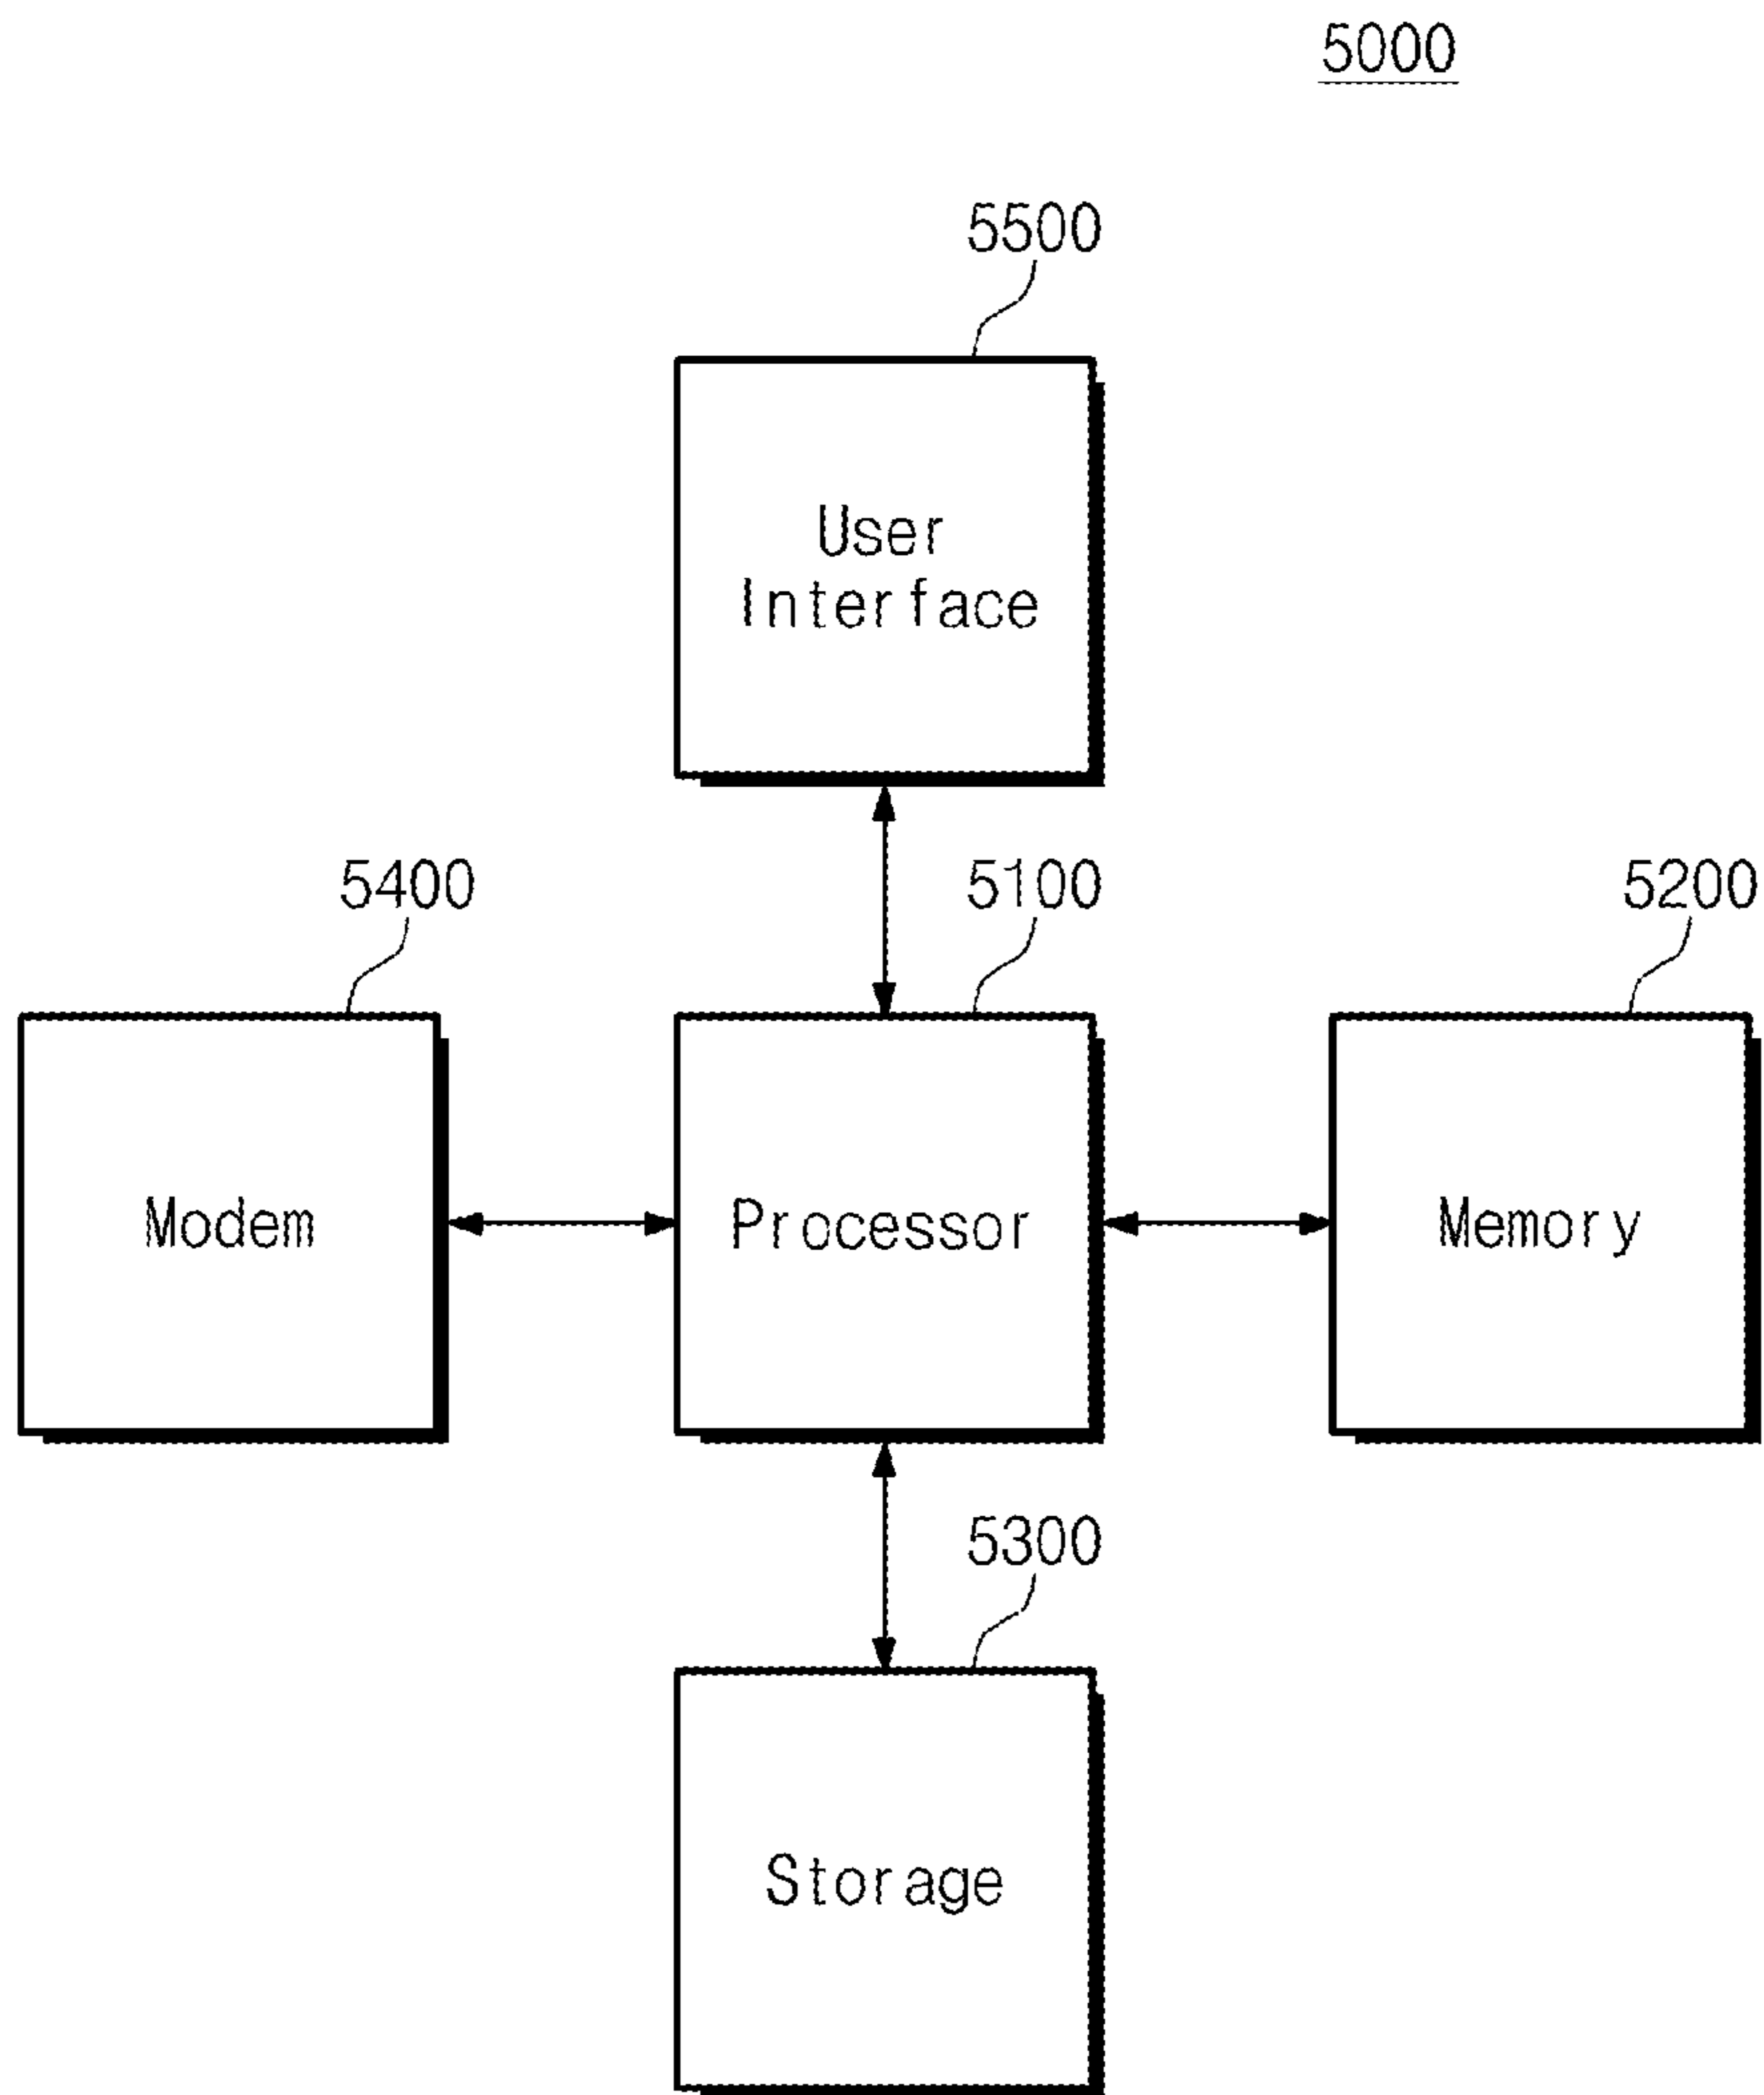 5000
5500
User
Interface
5400
5100
5200
Modem
Processor
Memory
5300
Storage